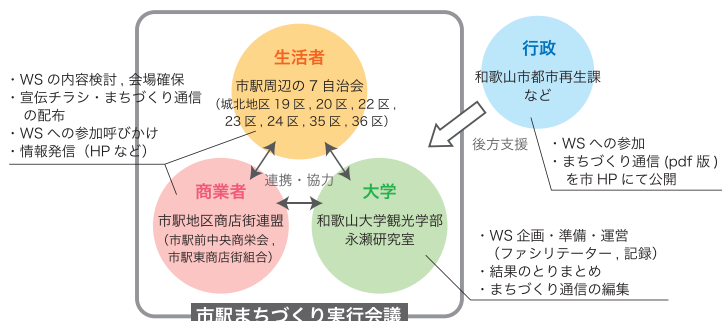 生活者
市駅周辺の7自治会
(城北地区19区,20区,22区,
23区,24区,35区,36区)
行政
和歌山市都市再生課
など
・WSの内容検討,会場確保
・宣伝チラシ・まちづくり通信
の配布
・WSへの参加呼びかけ
・情報発信(HPなど)
後方支援
・WSへの参加
・まちづくり通信(pdf版)
を市HPにて公開
連携・協力
商業者
市駅地区商店街連盟
(市駅前中央商栄会,
市駅東商店街組合)
大学
和歌山大学観光学部
永瀬研究室
・WS企画・準備・運営
(ファシリテーター,記録)
・結果のとりまとめ
・まちづくり通信の編集
市駅まちづくり実行会議